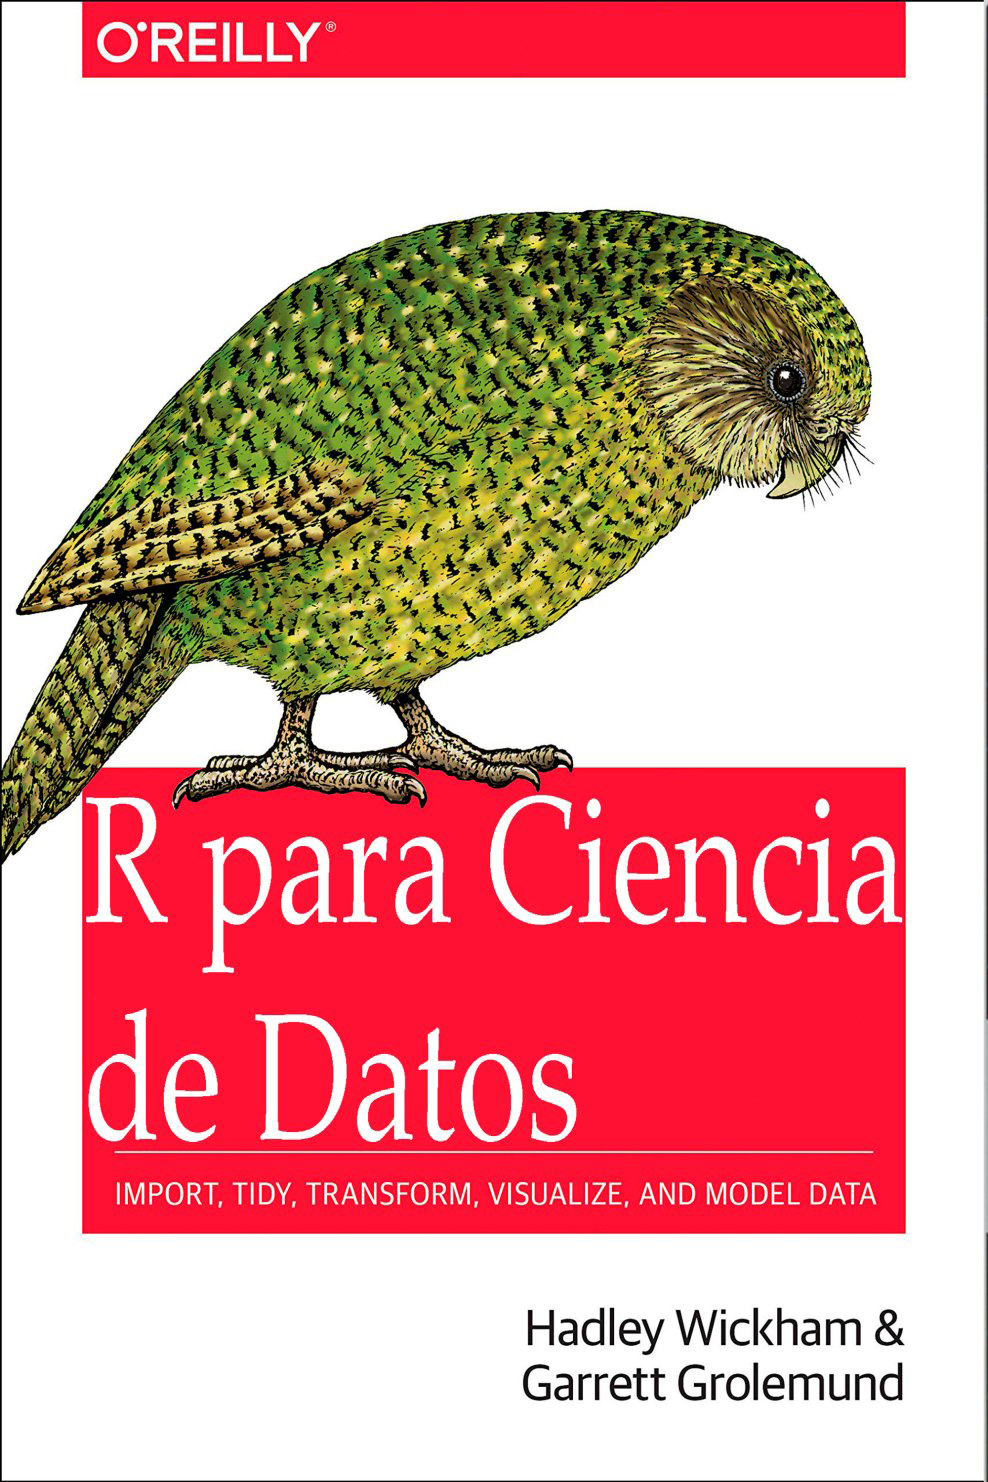 O'REILLY®
R para Ciencia
de Datos
IMPORT, TIDY, TRANSFORM, VISUALIZE, AND MODEL DATA
Hadley Wickham &
Garrett Grolemund